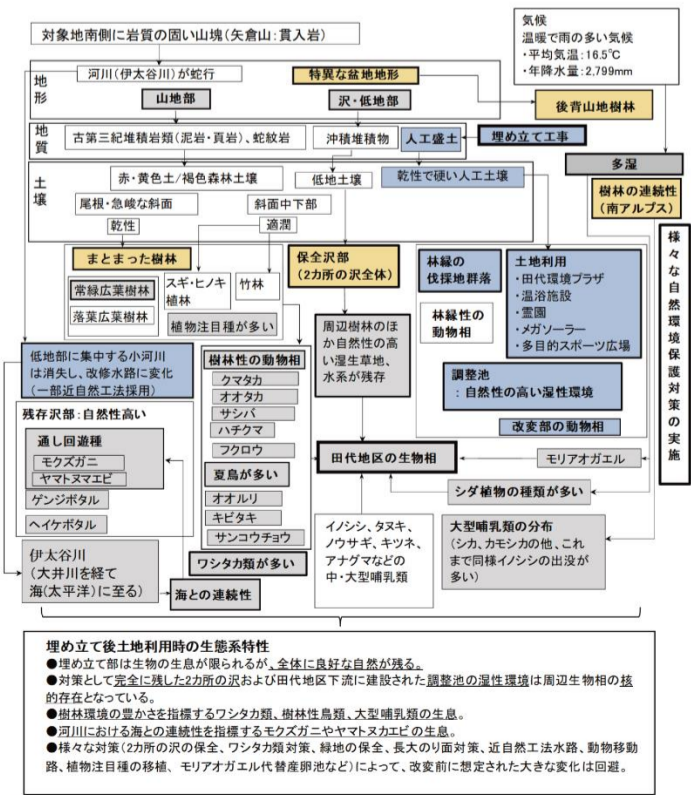 対象地南側に岩質の固い山塊(矢倉山:貫入岩)
気候
温暖で雨の多い気候
・平均気温:16.5℃
・年降水量:2,799mm
地形
河川(伊太谷川)が蛇行
特異な盆地地形
山地部
沢・低地部
後背山地樹林
地質
古第三紀堆積岩類(泥岩・頁岩)、蛇紋岩
沖積堆積物
人工盛土
埋め立て工事
多湿
土壌
赤・黄色土/褐色森林土壌
低地土壌
乾性で硬い人工土壌
樹林の連続性
(南アルプス)
尾根・急峻な斜面
斜面中下部
乾性
適潤
様々な自然環境保護対策の実施
まとまった樹林
常緑広葉樹林
落葉広葉樹林
スギ・ヒノキ
植林
竹林
植物注目種が多い
保全沢部
(2カ所の沢全体)
林縁の
伐採地群落
林縁性の
動物相
土地利用
・田代環境プラザ
・温浴施設
・霊園
・メガソーラー
・多目的スポーツ広場
周辺樹林のほ
か自然性の高
い湿生草地、
水系が残存
調整池
:自然性の高い湿性環境
改変部の動物相
低地部に集中する小河川
は消失し、改修水路に変化
(一部近自然工法採用)
樹林性の動物相
クマタカ
オオタカ
サシバ
ハチクマ
フクロウ
夏鳥が多い
オオルリ
キビタキ
サンコウチョウ
ワシタカ類が多い
残存沢部:自然性高い
通し回遊種
モクズガニ
ヤマトヌマエビ
ゲンジボタル
ヘイケボタル
田代地区の生物相
モリアオガエル
シダ植物の種類が多い
イノシシ、タヌキ、
ノウサギ、キツネ、
アナグマなどの
中・大型哺乳類
大型哺乳類の分布
(シカ、カモシカの他、これ
まで同様イノシシの出没が
多い)
伊太谷川
(大井川を経て
海(太平洋)に至る)
海との連続性
埋め立て後土地利用時の生態系特性
●埋め立て部は生物の生息が限られるが、全体に良好な自然が残る。
●対策として完全に残した2カ所の沢および田代地区下流に建設された調整池の湿性環境は周辺生物相の核
的存在となっている。
●樹林環境の豊かさを指標するワシタカ類、樹林性鳥類、大型哺乳類の生息。
●河川における海との連続性を指標するモクズガニやヤマトヌカエビの生息。
●様々な対策(2カ所の沢の保全、ワシタカ類対策、緑地の保全、長大のり面対策、近自然工法水路、動物移動
路、植物注目種の移植、モリアオガエル代替産卵池など)によって、改変前に想定された大きな変化は回避。